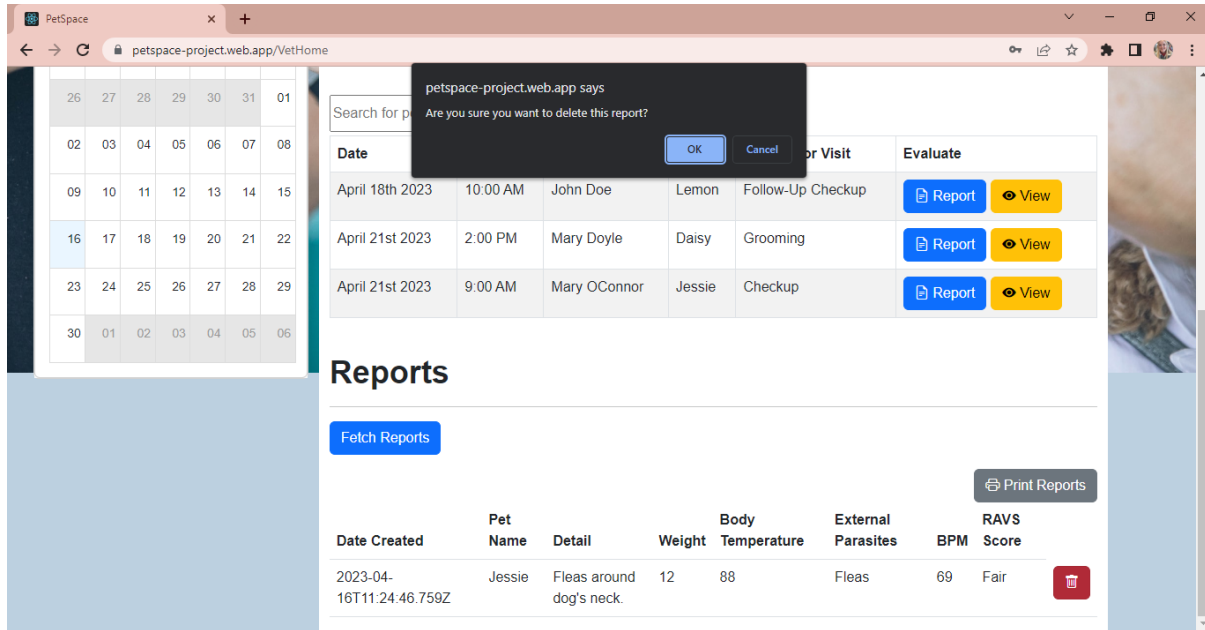 PetSpace
petspace-project.web.app/VetHome
petspace-project.web.app says
Are you sure you want to delete this report?
OK Cancel
26 27 28 29 30 31 01
02 03 04 05 06 07 08
09 10 11 12 13 14 15
16 17 18 19 20 21 22
23 24 25 26 27 28 29
30 01 02 03 04 05 06
Search for p
Date or Visit Evaluate
April 18th 2023 10:00 AM John Doe Lemon Follow-Up Checkup Report View
April 21st 2023 2:00 PM Mary Doyle Daisy Grooming Report View
April 21st 2023 9:00 AM Mary OConnor Jessie Checkup Report View
Reports
Fetch Reports
Print Reports
Pet Body External RAVS
Date Created Name Detail Weight Temperature Parasites BPM Score
2023-04- Jessie Fleas around 12 88 Fleas 69 Fair
16T11:24:46.759Z dog's neck.